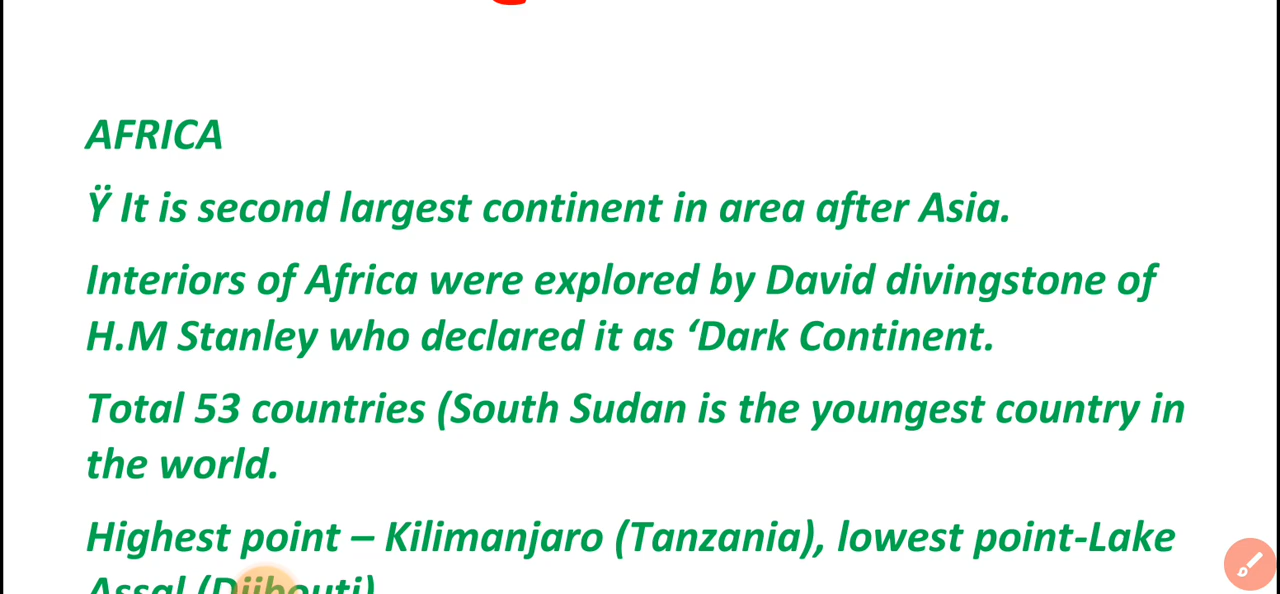 AFRICA
Ÿ It is second largest continent in area after Asia.
Interiors of Africa were explored by David divingstone of
H.M Stanley who declared it as ‘Dark Continent.
Total 53 countries (South Sudan is the youngest country in
the world.
Highest point – Kilimanjaro (Tanzania), lowest point-Lake
Assal (Djibouti)